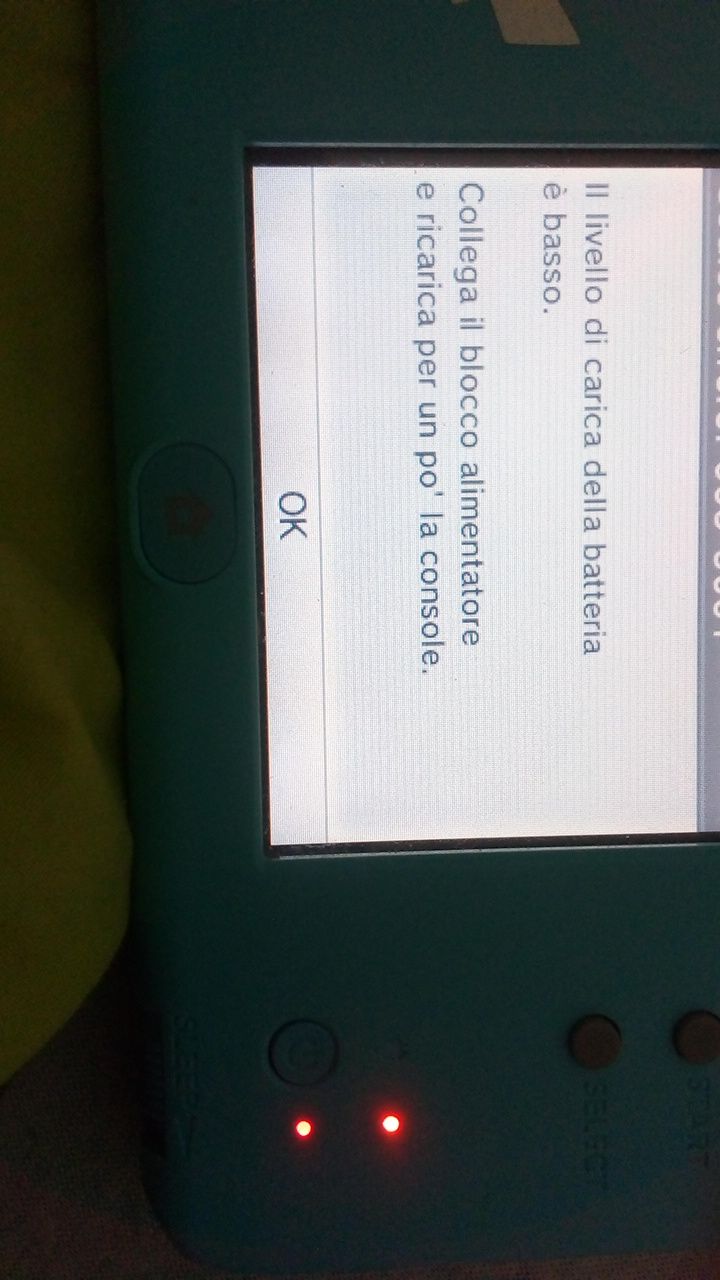 Il livello di carica della batteria
è basso.
Collega il blocco alimentatore
e ricarica per un po' la console.
OK
START
SELECT
SLEEP